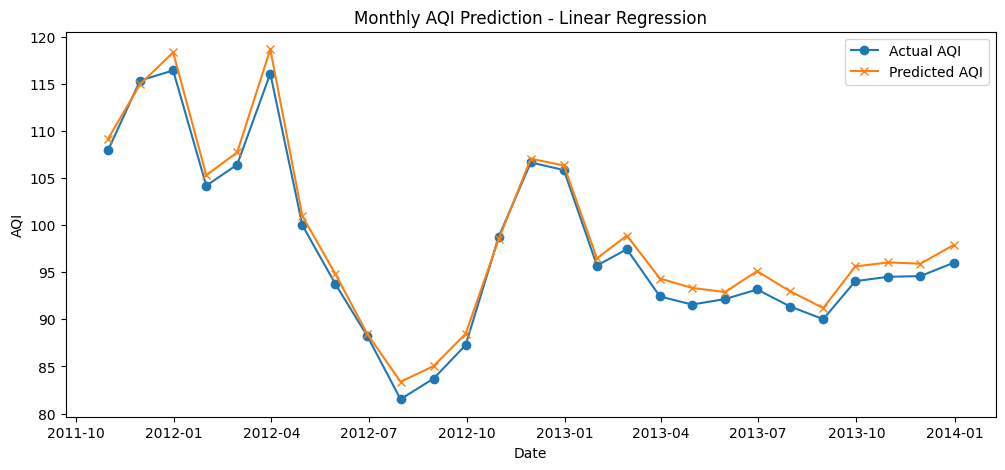 Monthly AQI Prediction - Linear Regression
Actual AQI
Predicted AQI
AQI
120
115
110
105
100
95
90
85
80
2011-10 2012-01 2012-04 2012-07 2012-10 2013-01 2013-04 2013-07 2013-10 2014-01
Date